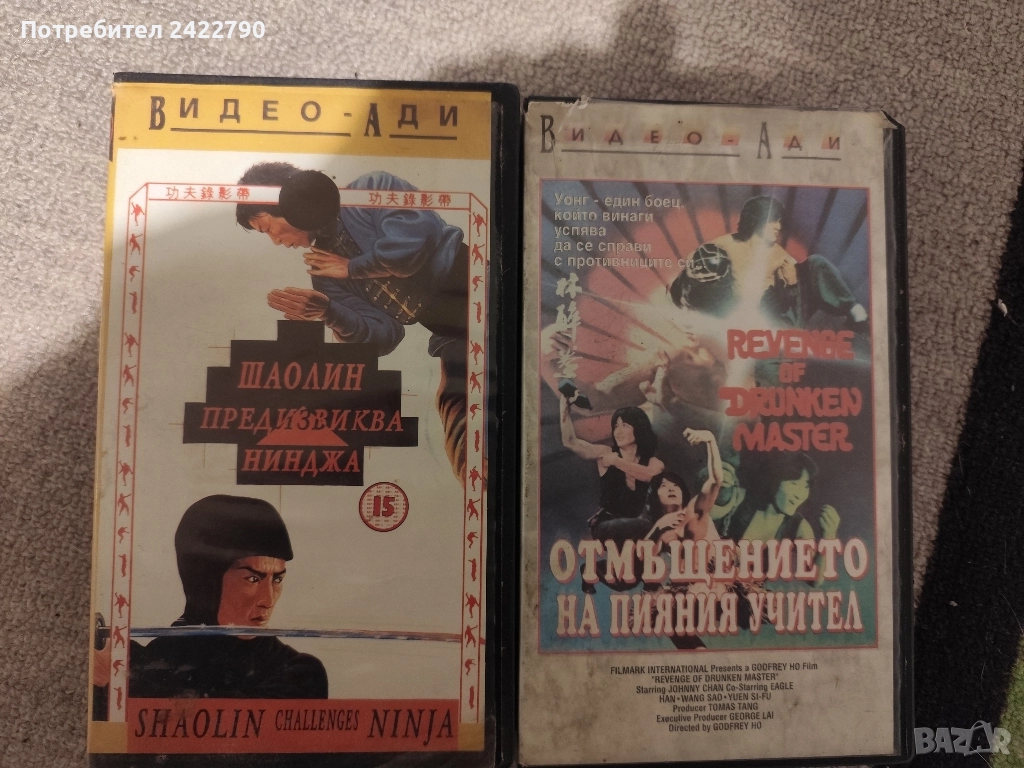 Потребител 2422790
ВИДЕО - АДИ
功夫錄影帶 功夫錄影帶
ШАОЛИН
ПРЕДИЗВИКВА
НИНДЖА
15
SHAOLIN CHALLENGES NINJA
ВИДЕО - АДИ
Уонг - един боец,
който винаги
успява
да се справи
с противниците си
REVENGE
OF
DRUNKEN
MASTER
ОТМЪЩЕНИЕТО
НА ПИЯНИЯ УЧИТЕЛ
FILMARK INTERNATIONAL Presents a GODFREY HO Film
"REVENGE OF DRUNKEN MASTER"
Starring JOHNNY CHAN Co-Starring EAGLE
HAN • WANG SAO • YUEN SI-FU
Producer TOMAS TANG
Executive Producer GEORGE LAI
Directed by GODFREY HO
BAZAR